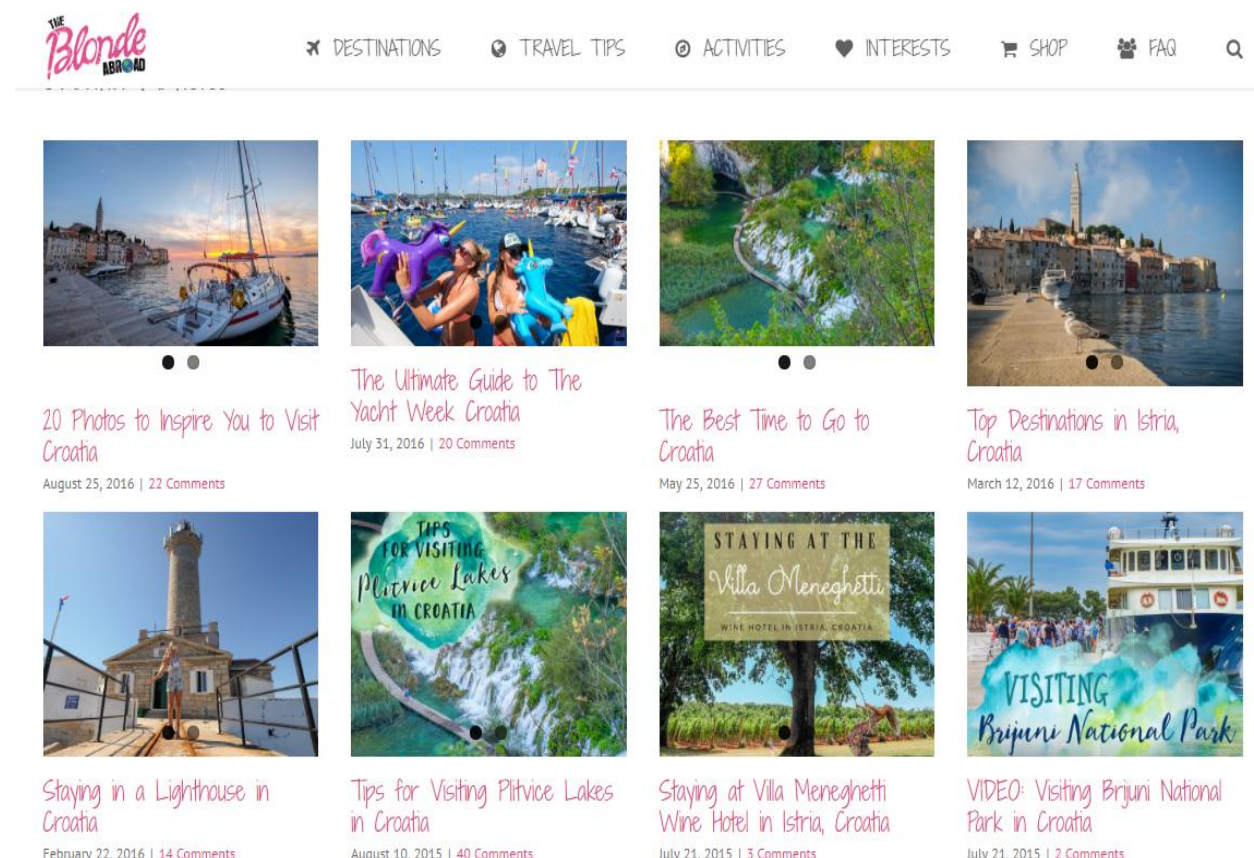 THE
Blonde
ABROAD
DESTINATIONS
TRAVEL TIPS
ACTIVITIES
INTERESTS
SHOP
FAQ
20 Photos to Inspire You to Visit
Croatia
August 25, 2016 | 22 Comments
The Ultimate Guide to The
Yacht Week Croatia
July 31, 2016 | 20 Comments
The Best Time to Go to
Croatia
May 25, 2016 | 27 Comments
Top Destinations in Istria,
Croatia
March 12, 2016 | 17 Comments
TIPS
FOR VISITING
Plitvice Lakes
IN CROATIA
STAYING AT THE
Villa Meneghetti
WINE HOTEL IN ISTRIA, CROATIA
VISITING
Brijuni National Park
Staying in a Lighthouse in
Croatia
February 22, 2016 | 14 Comments
Tips for Visiting Plitvice Lakes
in Croatia
August 10, 2015 | 40 Comments
Staying at Villa Meneghetti
Wine Hotel in Istria, Croatia
July 21, 2015 | 3 Comments
VIDEO: Visiting Brijuni National
Park in Croatia
July 21, 2015 | 2 Comments